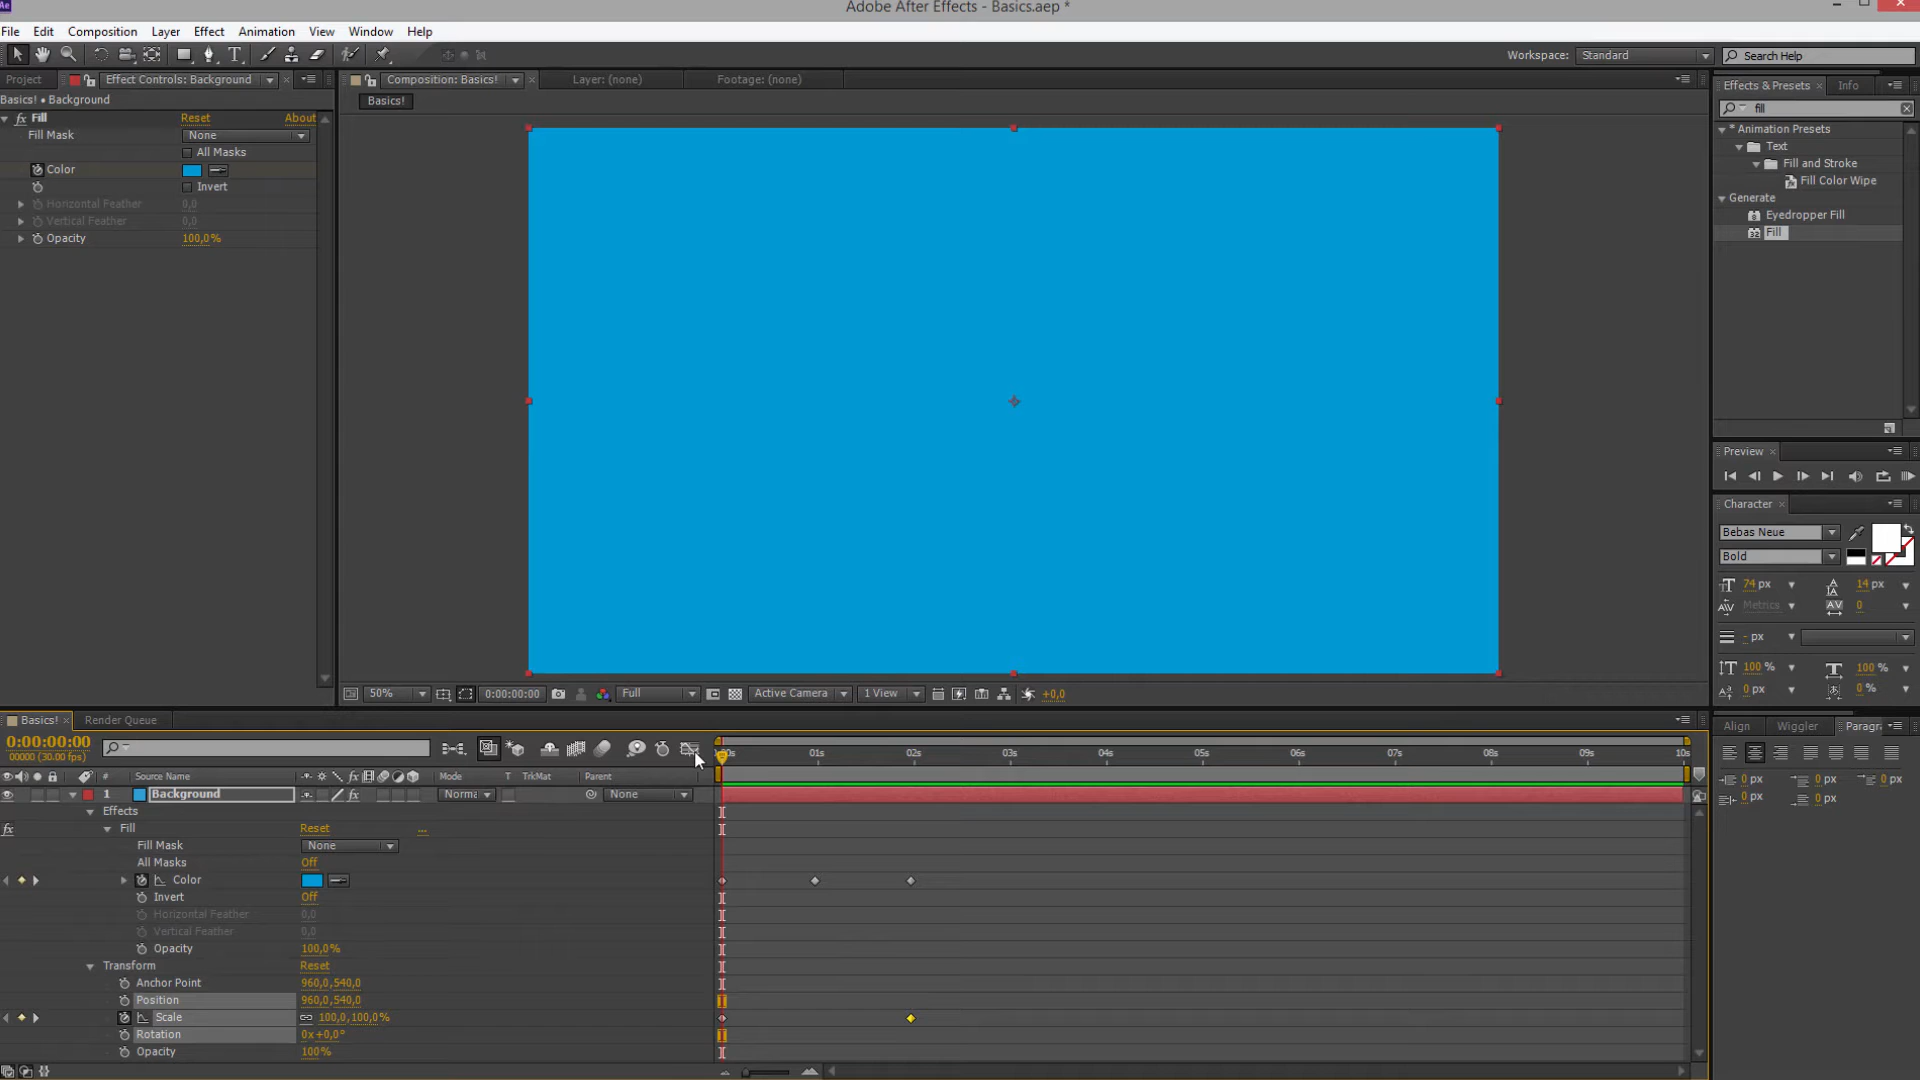 Ae
Adobe After Effects - Basics.aep *
File Edit Composition Layer Effect Animation View Window Help
Workspace: Standard Search Help
Project Effect Controls: Background
Composition: Basics! Layer: (none) Footage: (none)
Effects & Presets Info
Basics! • Background
Basics!
fill
fx Fill Reset About
Fill Mask None
All Masks
Color
Invert
Horizontal Feather 0,0
Vertical Feather 0,0
Opacity 100,0%
* Animation Presets
Text
Fill and Stroke
Fill Color Wipe
Generate
Eyedropper Fill
Fill
Preview
Character
Bebas Neue
Bold
74 px 14 px
Metrics 0
- px
100 % 100 %
0 px 0 %
50% 0:00:00:00 Full Active Camera 1 View +0,0
Basics! Render Queue
Align Wiggler Paragr
0:00:00:00
00000 (30.00 fps)
01s 02s 03s 04s 05s 06s 07s 08s 09s 10s
# Source Name Mode T TrkMat Parent
1 Background Norma None
Effects
Fill Reset ...
Fill Mask None
All Masks Off
Color
Invert Off
Horizontal Feather 0,0
Vertical Feather 0,0
Opacity 100,0%
Transform Reset
Anchor Point 960,0,540,0
Position 960,0,540,0
Scale 100,0,100,0%
Rotation 0x+0,0°
Opacity 100%
0 px 0 px 0 px
0 px 0 px